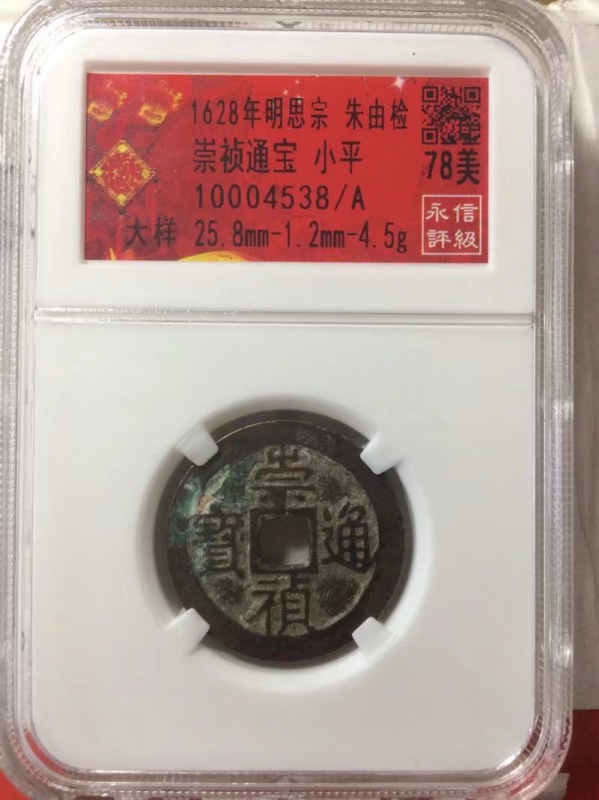 1628年明思宗 朱由检
崇祯通宝 小平
78美
10004538/A
大样 25.8mm-1.2mm-4.5g
永信
評級
崇
寳 通
禎